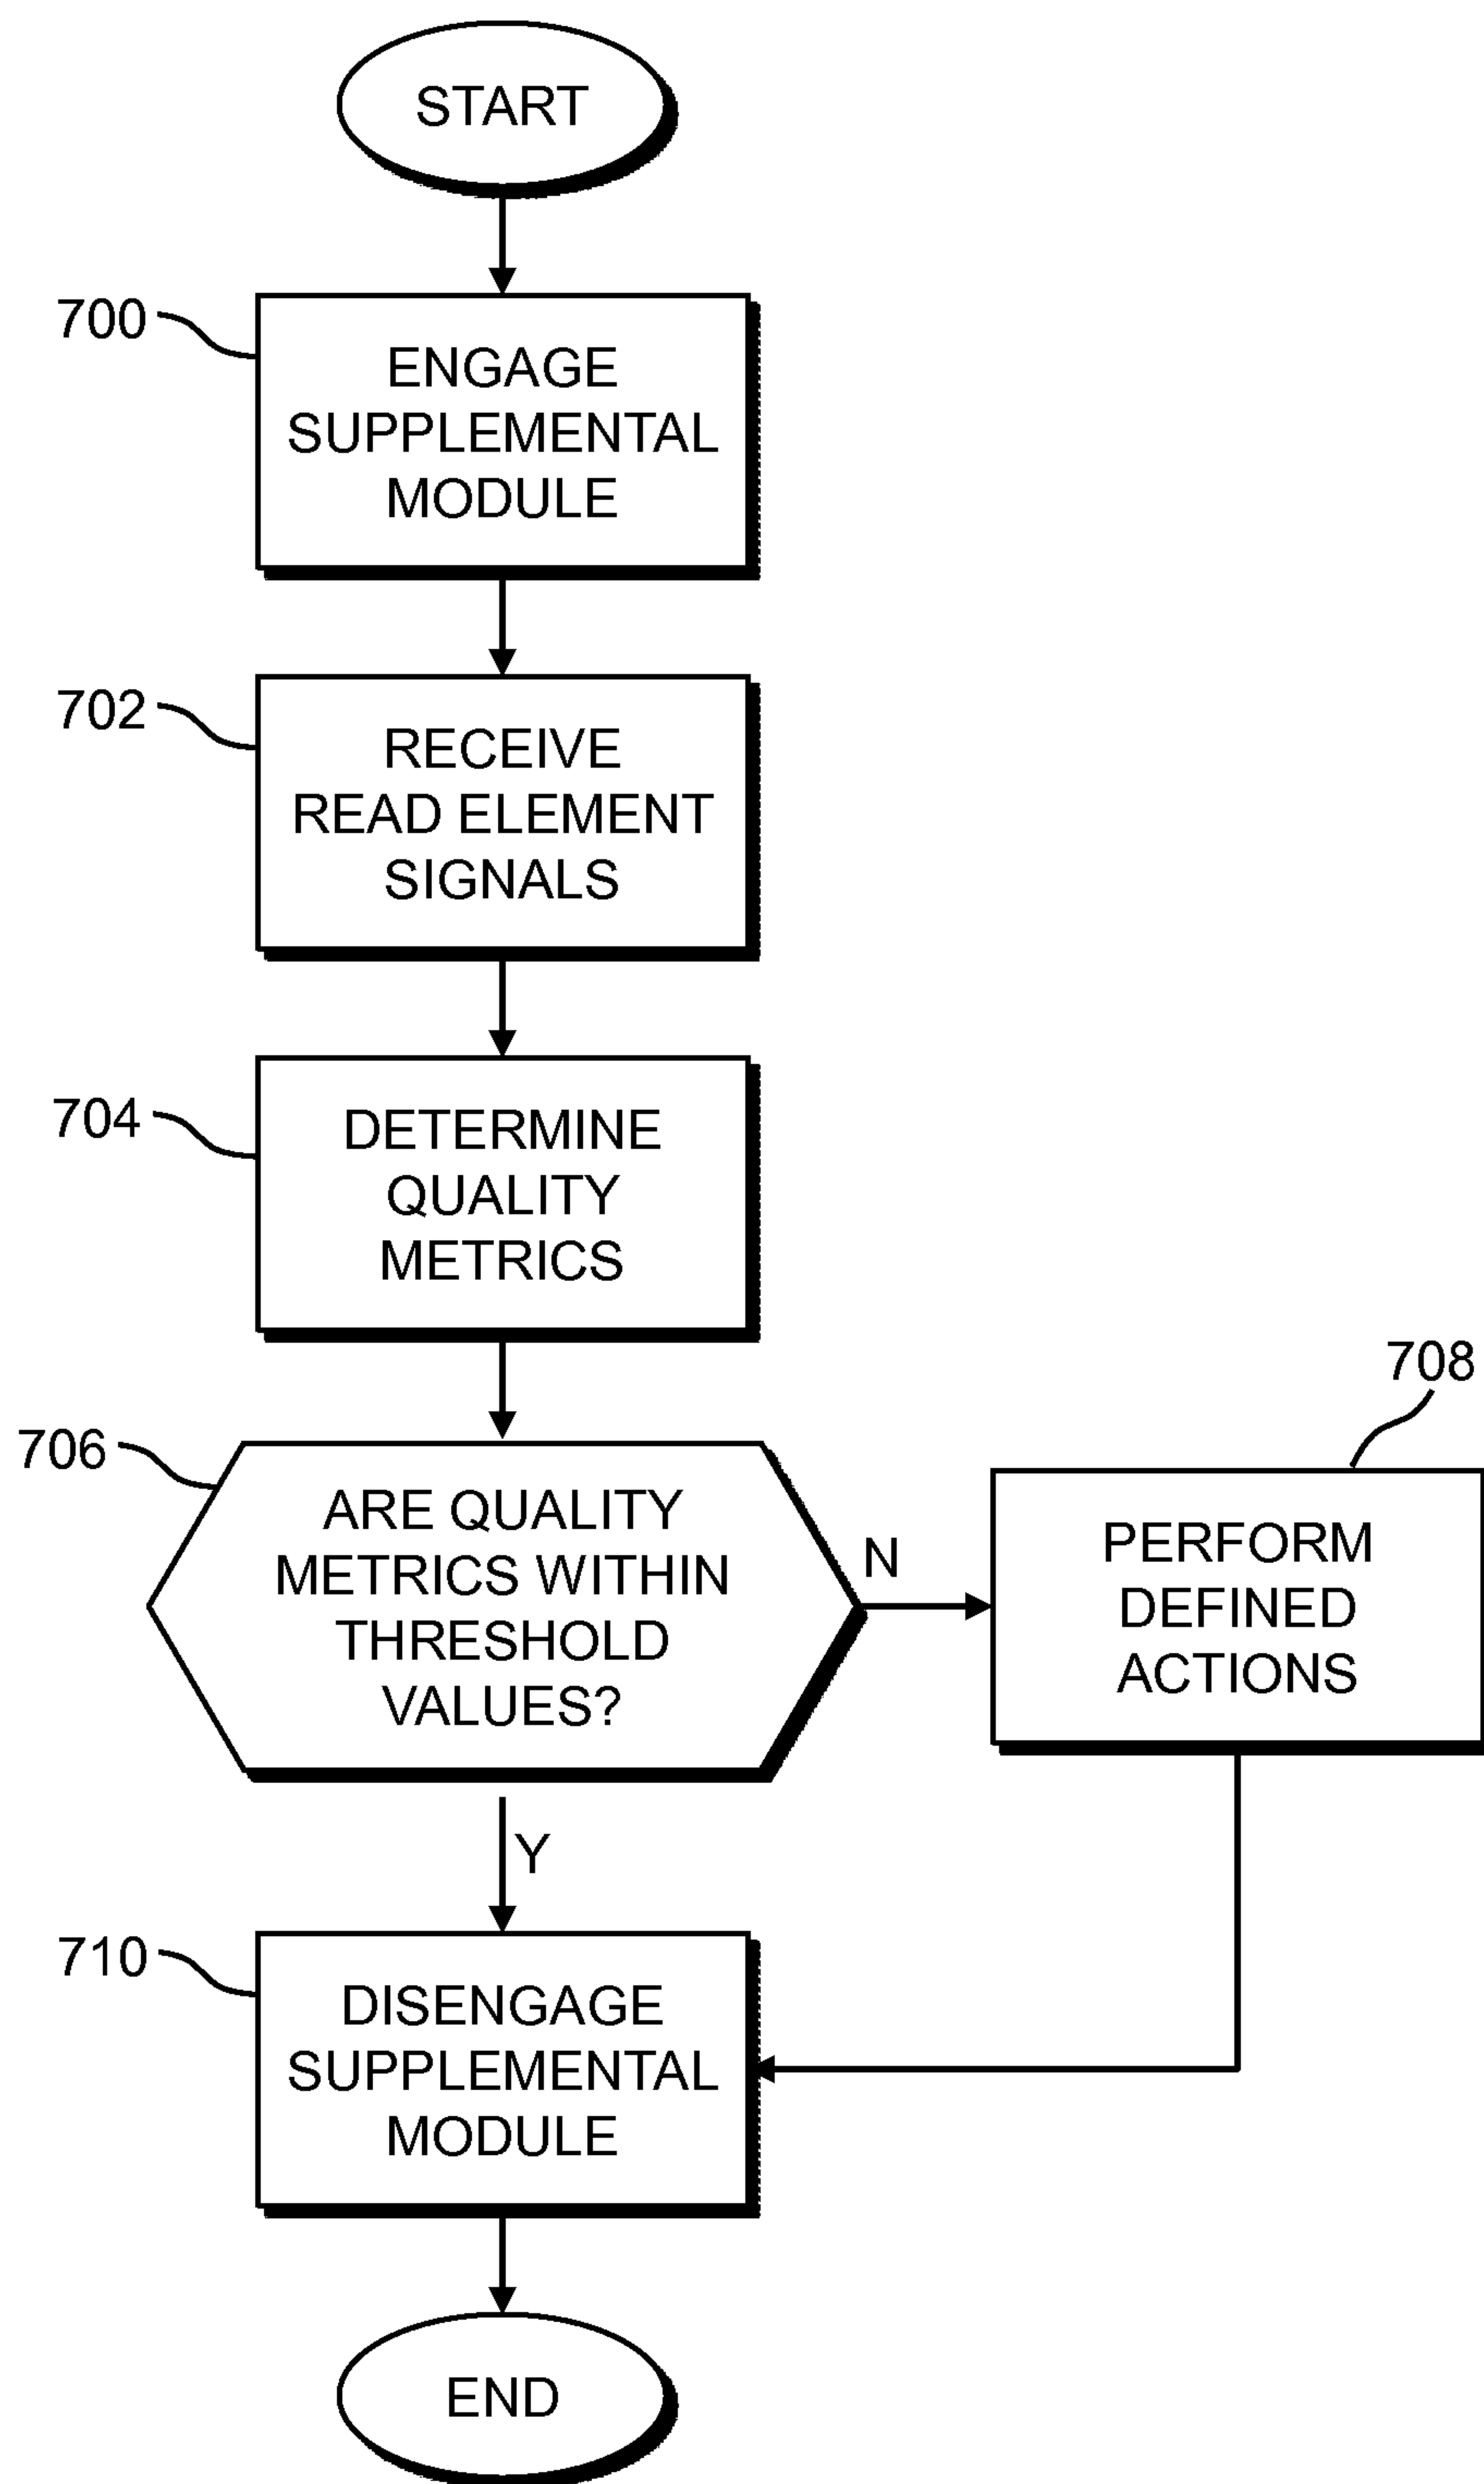 START
700
ENGAGE
SUPPLEMENTAL
MODULE
702
RECEIVE
READ ELEMENT
SIGNALS
704
DETERMINE
QUALITY
METRICS
706
ARE QUALITY
METRICS WITHIN
THRESHOLD
VALUES?
N
708
PERFORM
DEFINED
ACTIONS
Y
710
DISENGAGE
SUPPLEMENTAL
MODULE
END